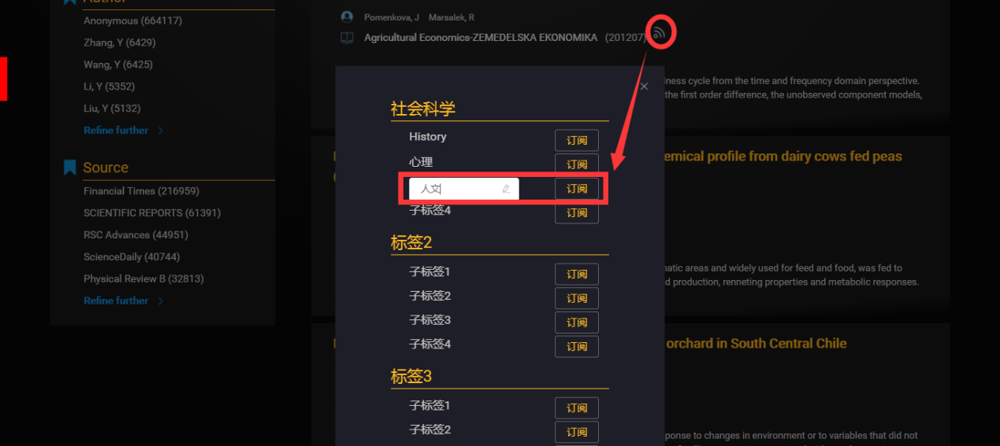 Author
Anonymous (664117)
Zhang, Y (6429)
Wang, Y (6425)
Li, Y (5352)
Liu, Y (5132)
Refine further
Source
Financial Times (216959)
SCIENTIFIC REPORTS (61391)
RSC Advances (44951)
ScienceDaily (40744)
Physical Review B (32813)
Refine further
Pomenkova, J Marsalek, R
Agricultural Economics-ZEMEDELSKA EKONOMIKA (201207)
iness cycle from the time and frequency domain perspective.
the first order difference, the unobserved component models,
emical profile from dairy cows fed peas
matic areas and widely used for feed and food, was fed to
d production, renneting properties and metabolic responses.
orchard in South Central Chile
ponse to changes in environment or to variables that did not
社会科学
History 订阅
心理 订阅
人文 订阅
子标签4 订阅
标签2
子标签1 订阅
子标签2 订阅
子标签3 订阅
子标签4 订阅
标签3
子标签1 订阅
子标签2 订阅